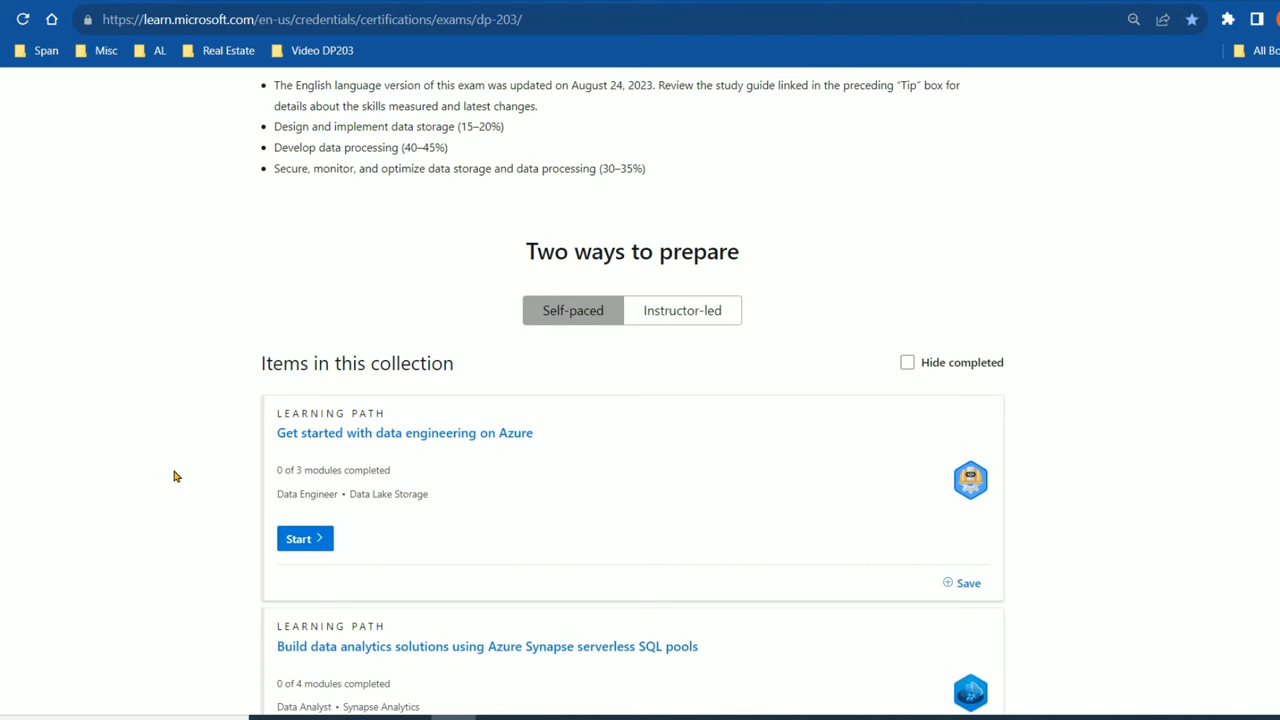 https://learn.microsoft.com/en-us/credentials/certifications/exams/dp-203/
Span Misc AL Real Estate Video DP203 All Bo
• The English language version of this exam was updated on August 24, 2023. Review the study guide linked in the preceding “Tip” box for
details about the skills measured and latest changes.
• Design and implement data storage (15–20%)
• Develop data processing (40–45%)
• Secure, monitor, and optimize data storage and data processing (30–35%)
Two ways to prepare
Self-paced Instructor-led
Items in this collection Hide completed
LEARNING PATH
Get started with data engineering on Azure
0 of 3 modules completed
Data Engineer • Data Lake Storage
Start
Save
LEARNING PATH
Build data analytics solutions using Azure Synapse serverless SQL pools
0 of 4 modules completed
Data Analyst • Synapse Analytics